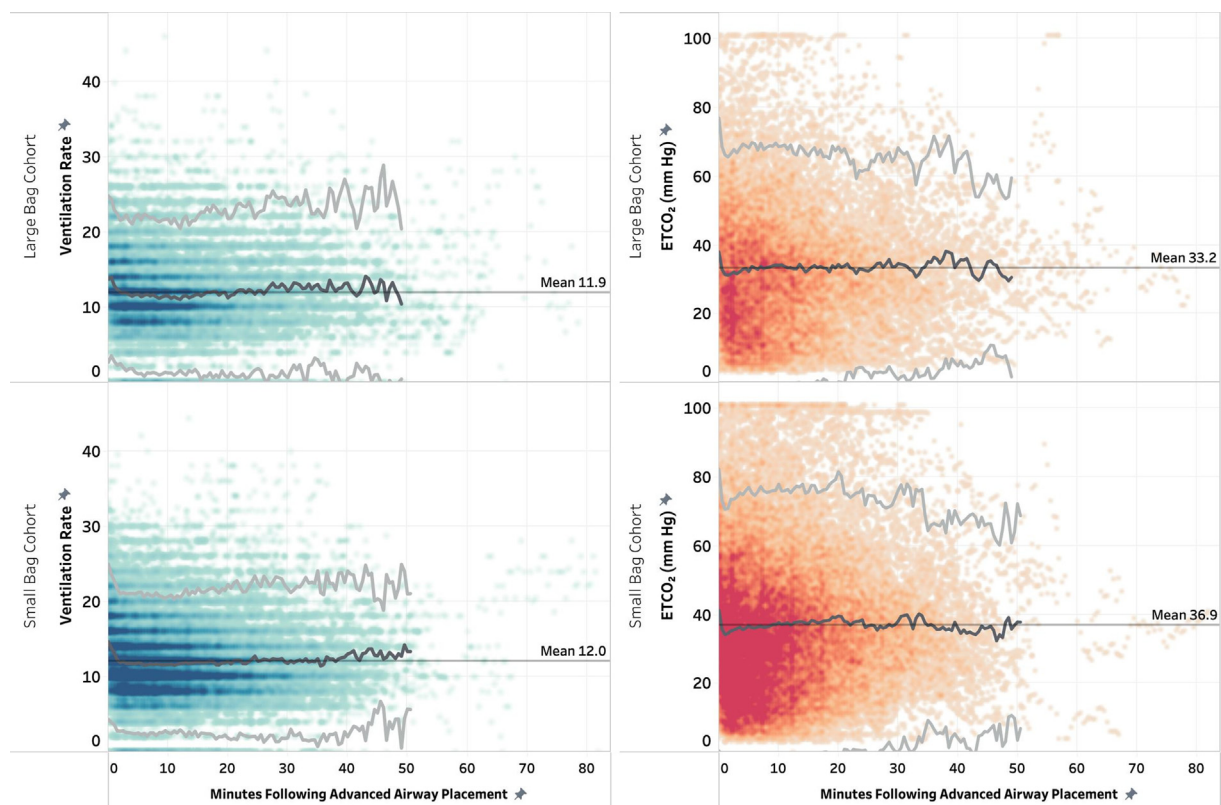 Large Bag Cohort
Ventilation Rate
40
30
20
10
0
Mean 11.9
Large Bag Cohort
ETCO₂ (mm Hg)
100
80
60
40
20
0
Mean 33.2
Small Bag Cohort
Ventilation Rate
40
30
20
10
0
Mean 12.0
0 10 20 30 40 50 60 70 80
Minutes Following Advanced Airway Placement
Small Bag Cohort
ETCO₂ (mm Hg)
100
80
60
40
20
0
Mean 36.9
0 10 20 30 40 50 60 70 80
Minutes Following Advanced Airway Placement